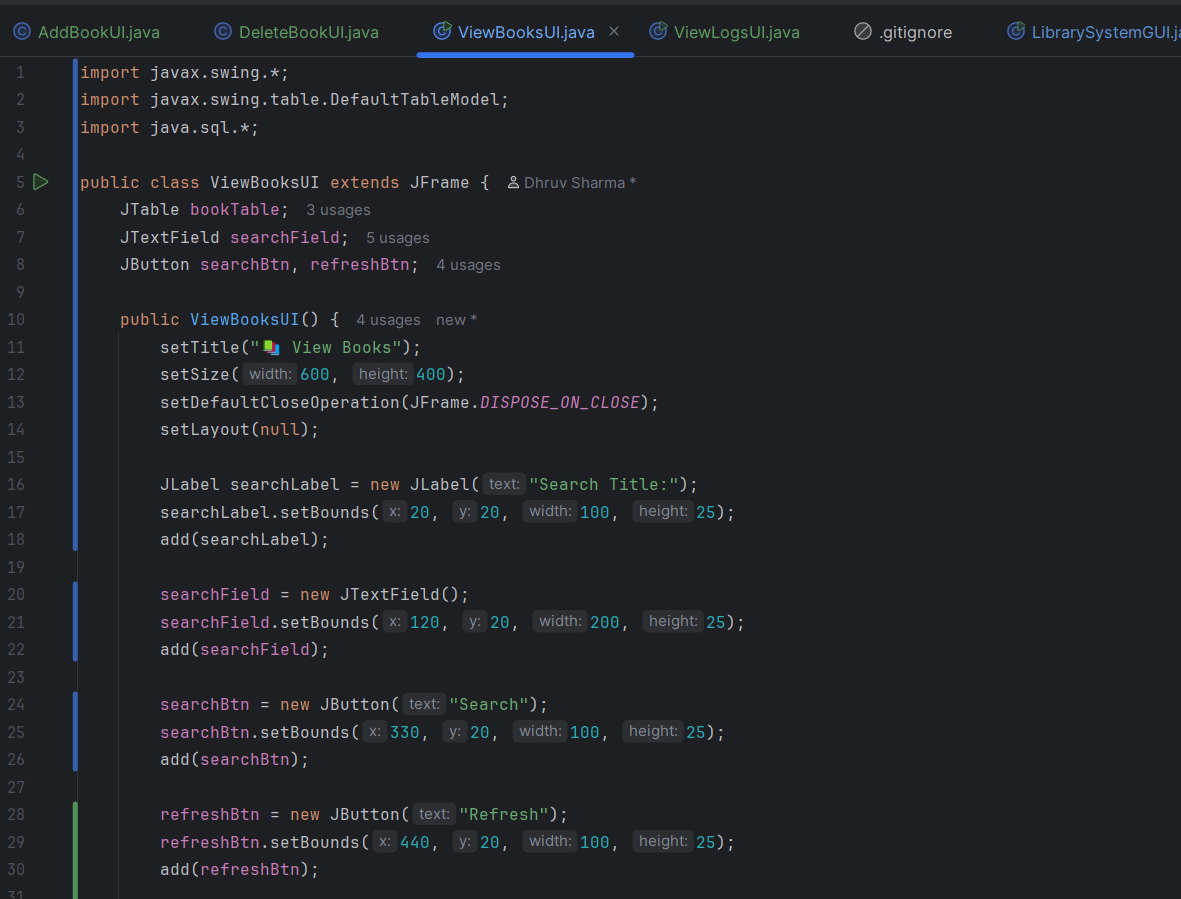 AddBookUI.java DeleteBookUI.java ViewBooksUI.java ViewLogsUI.java .gitignore LibrarySystemGUI.ja
1 import javax.swing.*;
2 import javax.swing.table.DefaultTableModel;
3 import java.sql.*;
4
5 public class ViewBooksUI extends JFrame { Dhruv Sharma *
6 JTable bookTable; 3 usages
7 JTextField searchField; 5 usages
8 JButton searchBtn, refreshBtn; 4 usages
9
10 public ViewBooksUI() { 4 usages new *
11 setTitle("📚 View Books");
12 setSize( width: 600, height: 400);
13 setDefaultCloseOperation(JFrame.DISPOSE_ON_CLOSE);
14 setLayout(null);
15
16 JLabel searchLabel = new JLabel( text: "Search Title:");
17 searchLabel.setBounds( x: 20, y: 20, width: 100, height: 25);
18 add(searchLabel);
19
20 searchField = new JTextField();
21 searchField.setBounds( x: 120, y: 20, width: 200, height: 25);
22 add(searchField);
23
24 searchBtn = new JButton( text: "Search");
25 searchBtn.setBounds( x: 330, y: 20, width: 100, height: 25);
26 add(searchBtn);
27
28 refreshBtn = new JButton( text: "Refresh");
29 refreshBtn.setBounds( x: 440, y: 20, width: 100, height: 25);
30 add(refreshBtn);
31